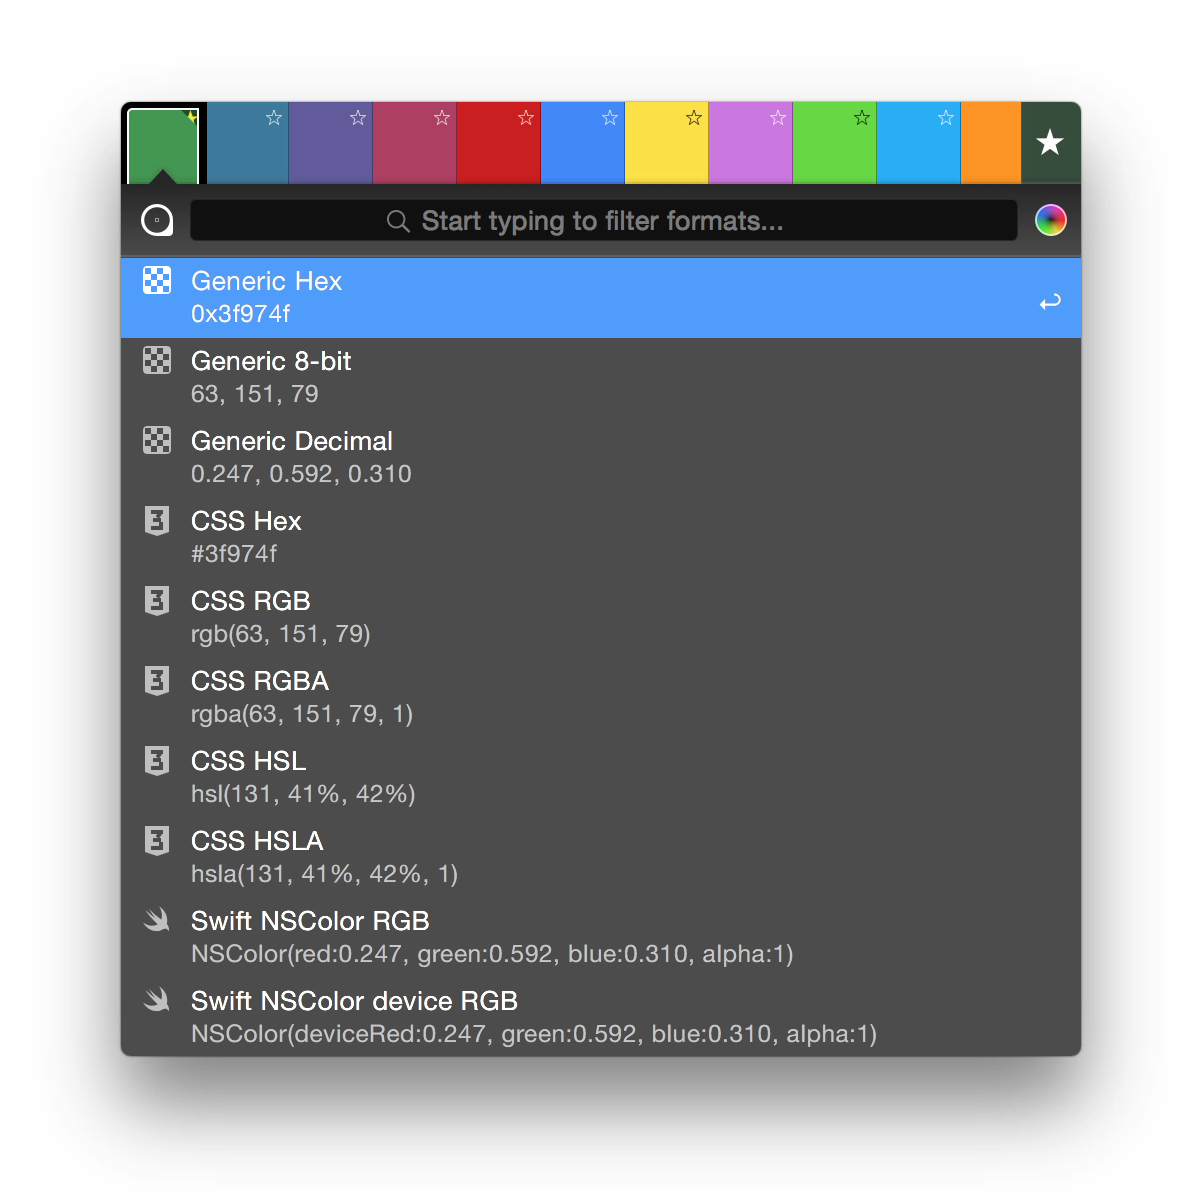 Start typing to filter formats...
Generic Hex
0x3f974f
Generic 8-bit
63, 151, 79
Generic Decimal
0.247, 0.592, 0.310
CSS Hex
#3f974f
CSS RGB
rgb(63, 151, 79)
CSS RGBA
rgba(63, 151, 79, 1)
CSS HSL
hsl(131, 41%, 42%)
CSS HSLA
hsla(131, 41%, 42%, 1)
Swift NSColor RGB
NSColor(red:0.247, green:0.592, blue:0.310, alpha:1)
Swift NSColor device RGB
NSColor(deviceRed:0.247, green:0.592, blue:0.310, alpha:1)